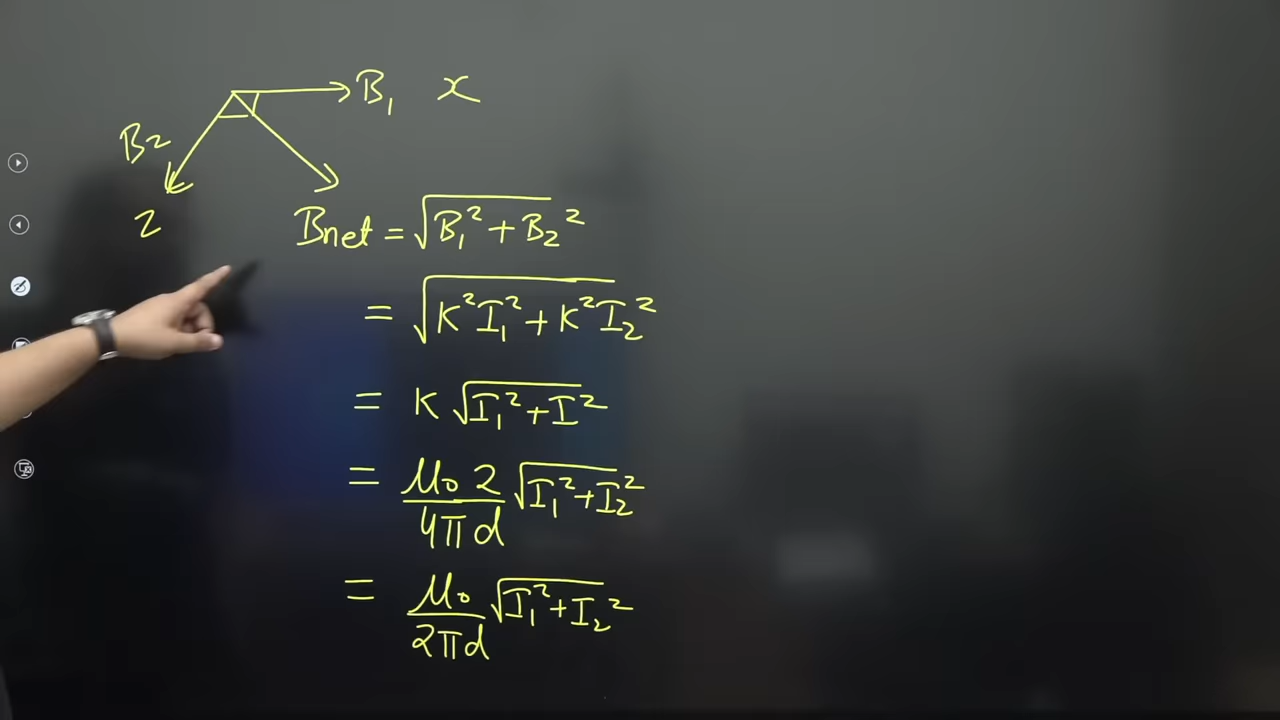 B₁ x
B₂
z
Bnet = √(B₁² + B₂²)
= √(K²I₁² + K²I₂²)
= K √(I₁² + I²)
= μ₀ 2 / 4πd √(I₁² + I₂²)
= μ₀ / 2πd √(I₁² + I₂²)